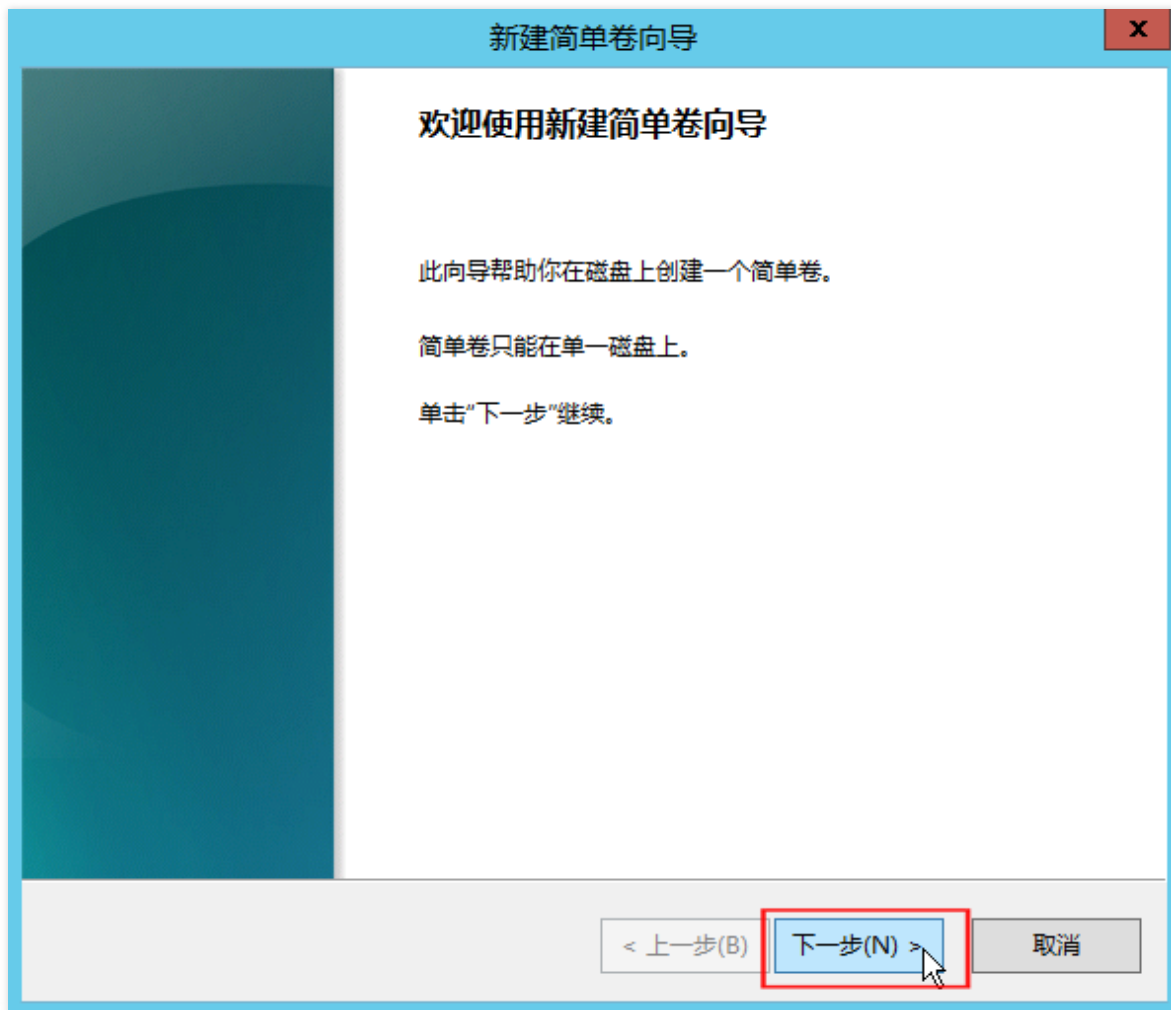 新建简单卷向导
x
欢迎使用新建简单卷向导
此向导帮助你在磁盘上创建一个简单卷。
简单卷只能在单一磁盘上。
单击"下一步"继续。
< 上一步(B)
下一步(N) >
取消